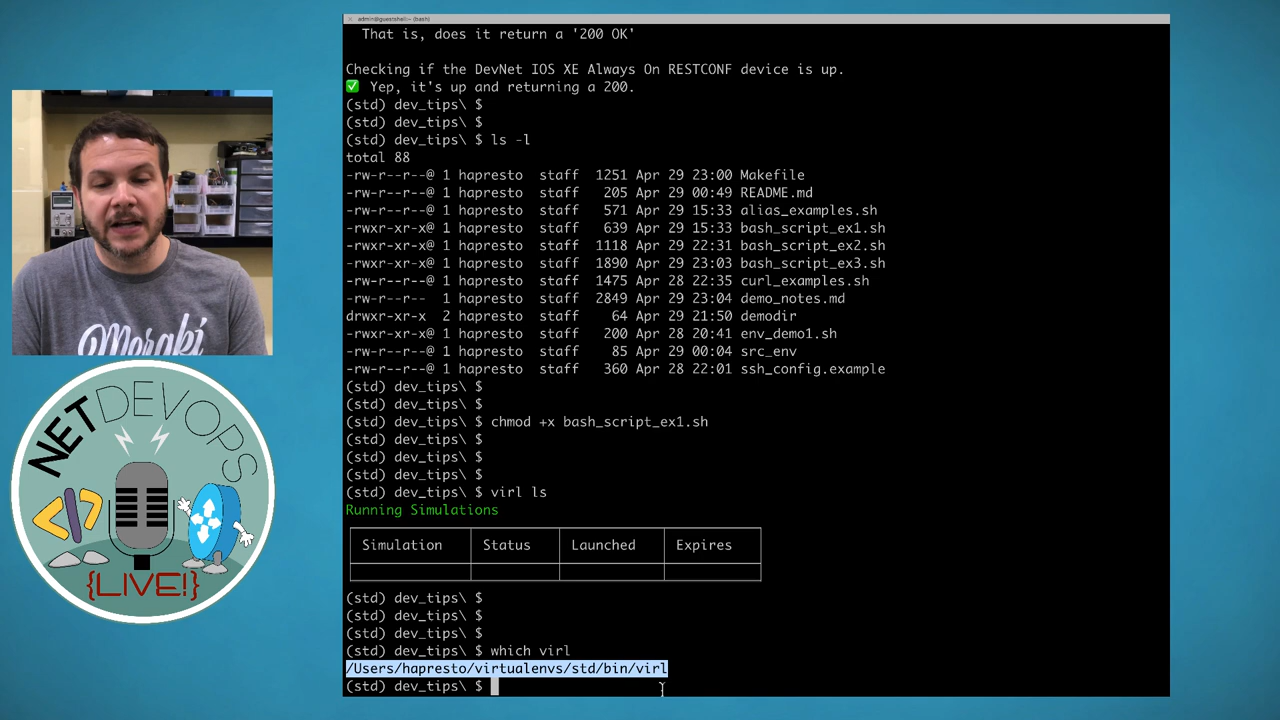 admin@guestshell:~ (bash)
That is, does it return a '200 OK'
Checking if the DevNet IOS XE Always On RESTCONF device is up.
✅ Yep, it's up and returning a 200.
(std) dev_tips\ $
(std) dev_tips\ $
(std) dev_tips\ $ ls -l
total 88
-rw-r--r--@ 1 hapresto staff 1251 Apr 29 23:00 Makefile
-rw-r--r--@ 1 hapresto staff 205 Apr 29 00:49 README.md
-rw-r--r--@ 1 hapresto staff 571 Apr 29 15:33 alias_examples.sh
-rwxr-xr-x@ 1 hapresto staff 639 Apr 29 15:33 bash_script_ex1.sh
-rwxr-xr-x@ 1 hapresto staff 1118 Apr 28 22:31 bash_script_ex2.sh
-rwxr-xr-x@ 1 hapresto staff 1890 Apr 28 23:03 bash_script_ex3.sh
-rw-r--r--@ 1 hapresto staff 1475 Apr 28 22:35 curl_examples.sh
-rw-r--r-- 1 hapresto staff 2849 Apr 29 23:04 demo_notes.md
drwxr-xr-x 2 hapresto staff 64 Apr 29 21:50 demodir
-rwxr-xr-x@ 1 hapresto staff 200 Apr 28 20:41 env_demo1.sh
-rw-r--r--@ 1 hapresto staff 85 Apr 29 00:04 src_env
-rw-r--r--@ 1 hapresto staff 360 Apr 28 22:01 ssh_config.example
(std) dev_tips\ $
(std) dev_tips\ $
(std) dev_tips\ $ chmod +x bash_script_ex1.sh
(std) dev_tips\ $
(std) dev_tips\ $
(std) dev_tips\ $
(std) dev_tips\ $ virl ls
Running Simulations
Simulation Status Launched Expires
(std) dev_tips\ $
(std) dev_tips\ $
(std) dev_tips\ $
(std) dev_tips\ $ which virl
/Users/hapresto/virtualenvs/std/bin/virl
(std) dev_tips\ $
Meraki
NETDEVOPS
</>
{LIVE!}